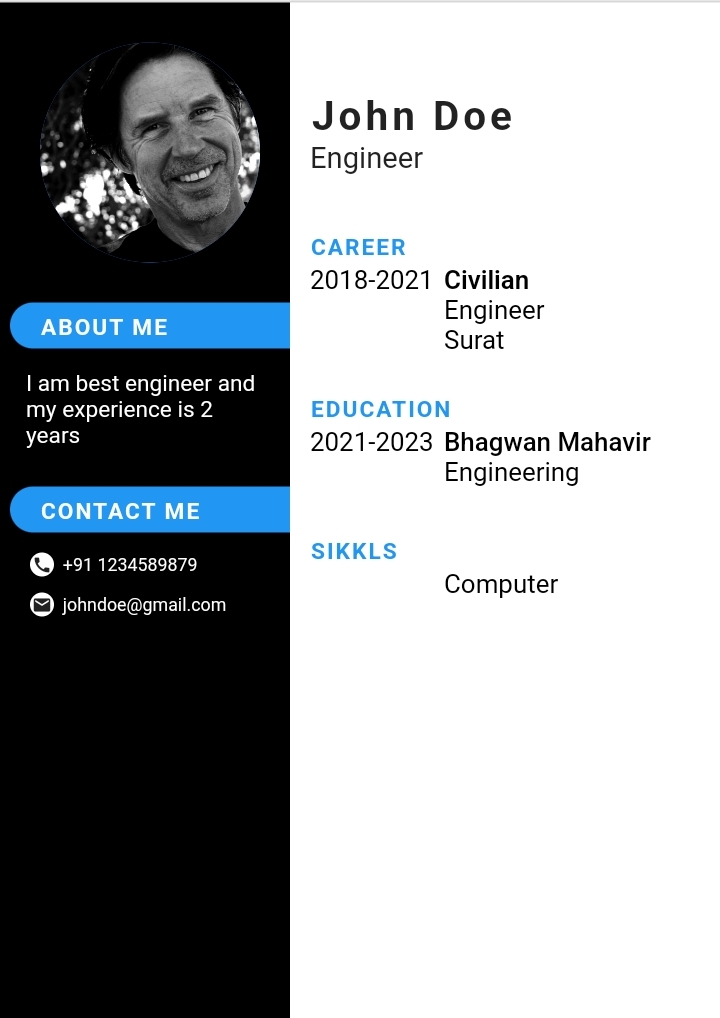 John Doe
Engineer
ABOUT ME
I am best engineer and
my experience is 2
years
CONTACT ME
+91 1234589879
johndoe@gmail.com
CAREER
2018-2021 Civilian
Engineer
Surat
EDUCATION
2021-2023 Bhagwan Mahavir
Engineering
SIKKLS
Computer